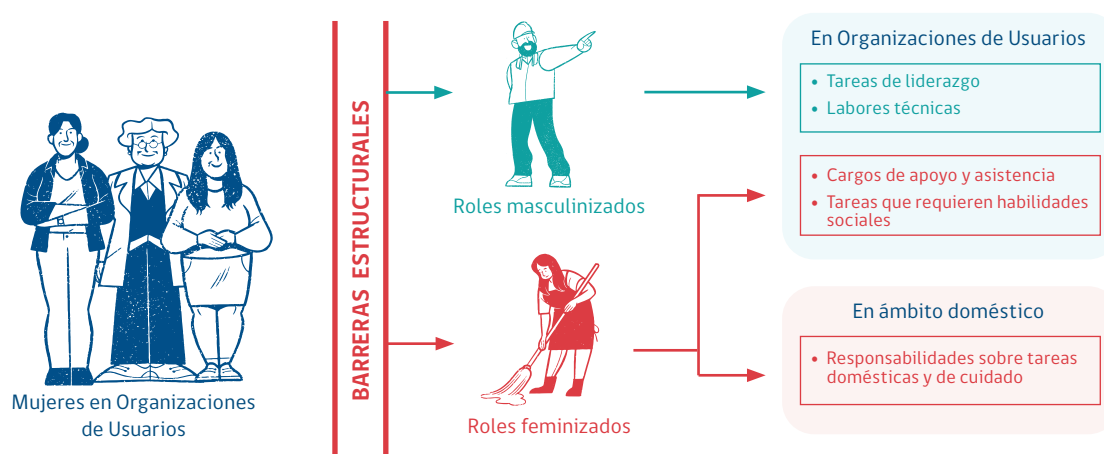 Mujeres en Organizaciones
de Usuarios
BARRERAS ESTRUCTURALES
Roles masculinizados
Roles feminizados
En Organizaciones de Usuarios
• Tareas de liderazgo
• Labores técnicas
• Cargos de apoyo y asistencia
• Tareas que requieren habilidades
sociales
En ámbito doméstico
• Responsabilidades sobre tareas
domésticas y de cuidado